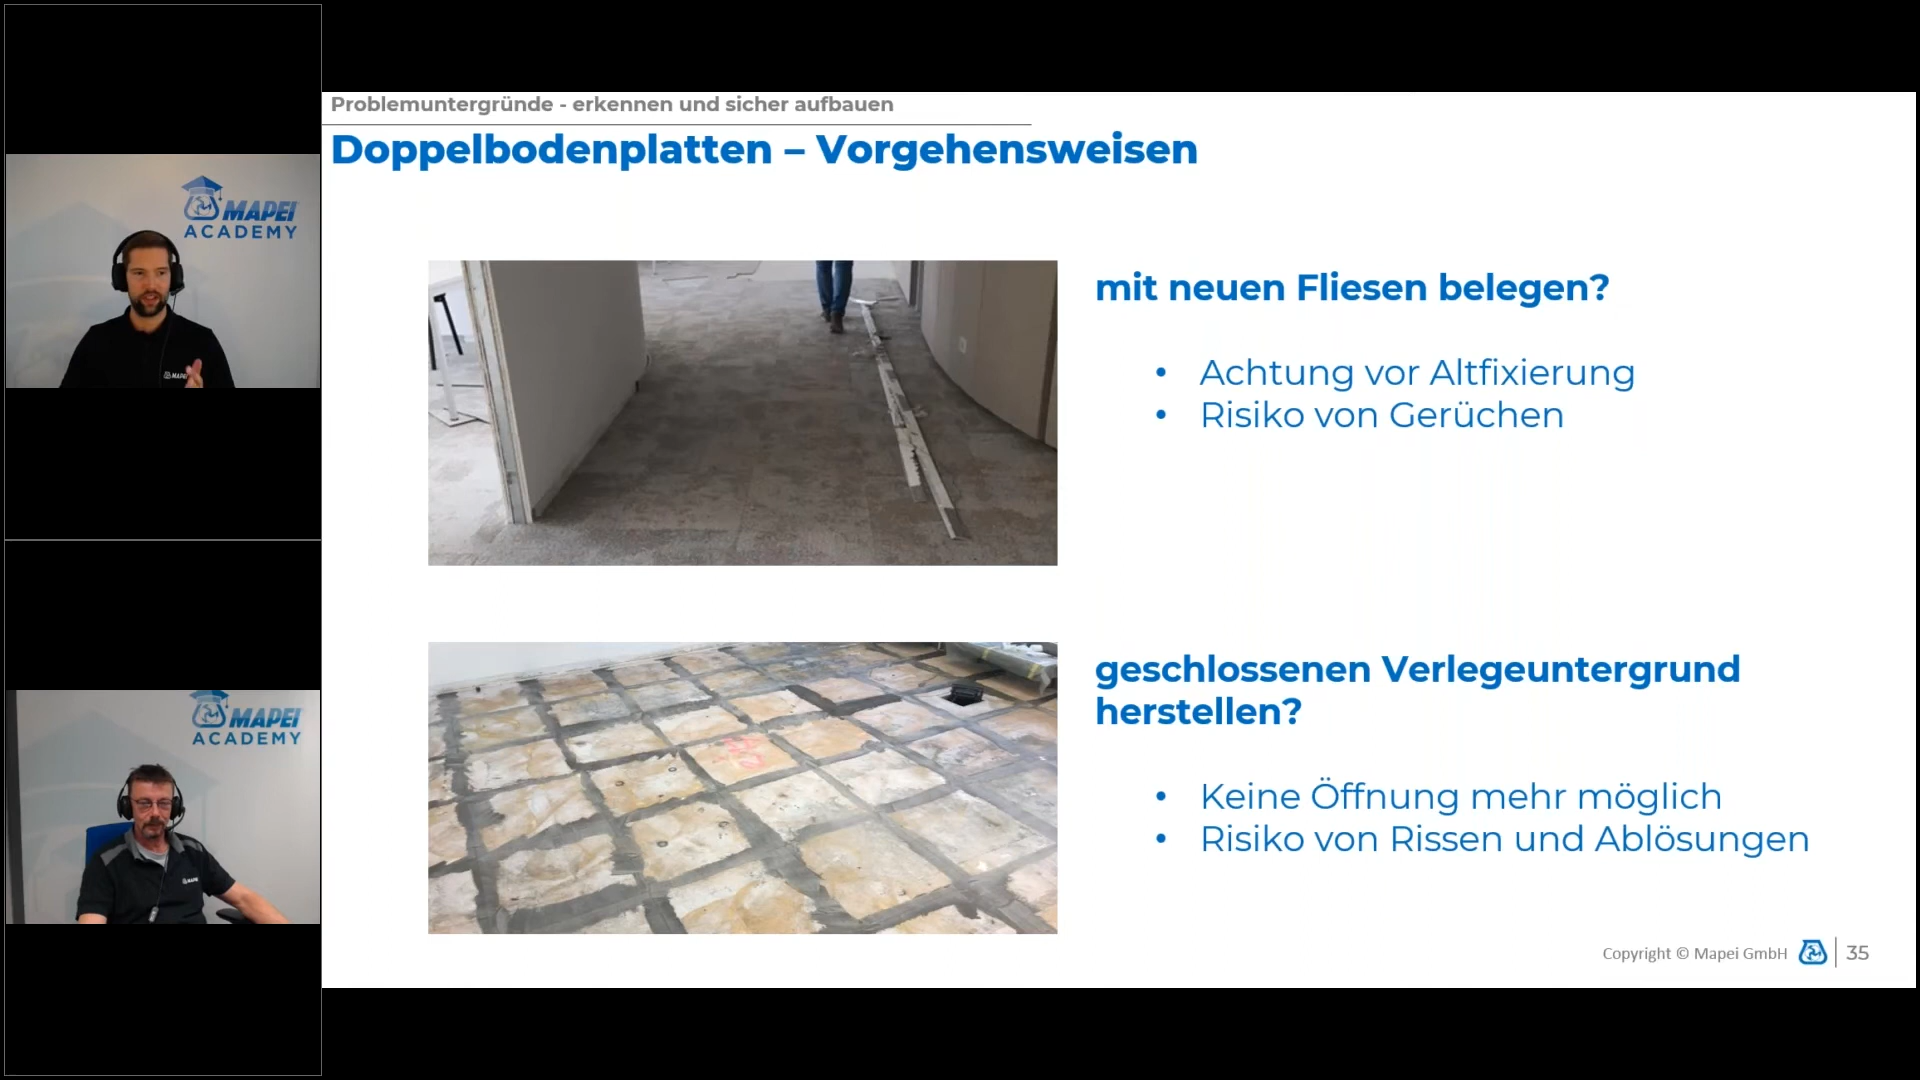 Problemuntergründe - erkennen und sicher aufbauen
Doppelbodenplatten – Vorgehensweisen
MAPEI
ACADEMY
mit neuen Fliesen belegen?
• Achtung vor Altfixierung
• Risiko von Gerüchen
MAPEI
ACADEMY
geschlossenen Verlegeuntergrund
herstellen?
• Keine Öffnung mehr möglich
• Risiko von Rissen und Ablösungen
Copyright © Mapei GmbH
35